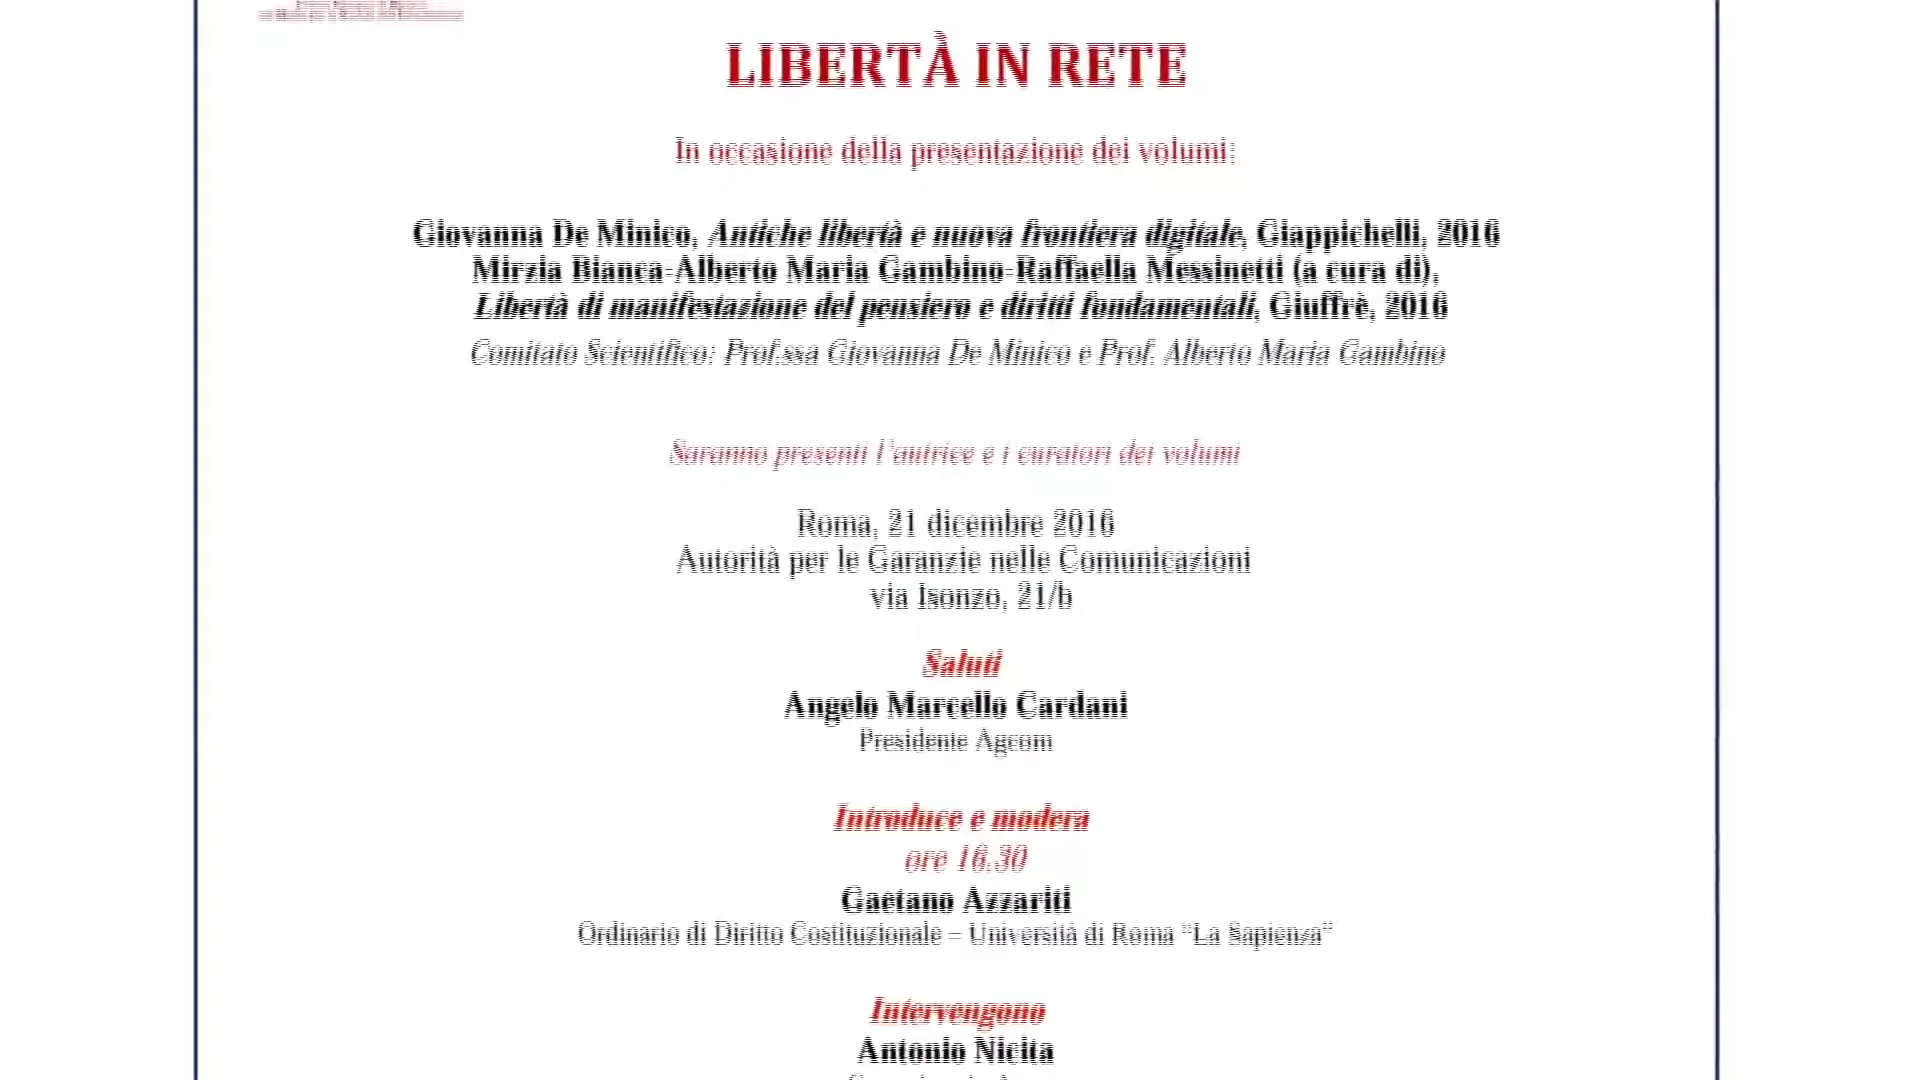 LIBERTÀ IN RETE
In occasione della presentazione dei volumi:
Giovanna De Minico, Antiche libertà e nuova frontiera digitale, Giappichelli, 2016
Mirzia Bianca-Alberto Maria Gambino-Raffaella Messinetti (a cura di),
Libertà di manifestazione del pensiero e diritti fondamentali, Giuffrè, 2016
Comitato Scientifico: Prof.ssa Giovanna De Minico e Prof. Alberto Maria Gambino
Saranno presenti l'autrice e i curatori dei volumi
Roma, 21 dicembre 2016
Autorità per le Garanzie nelle Comunicazioni
via Isonzo, 21/b
Saluti
Angelo Marcello Cardani
Presidente Agcom
Introduce e modera
ore 16.30
Gaetano Azzariti
Ordinario di Diritto Costituzionale – Università di Roma "La Sapienza"
Intervengono
Antonio Nicita